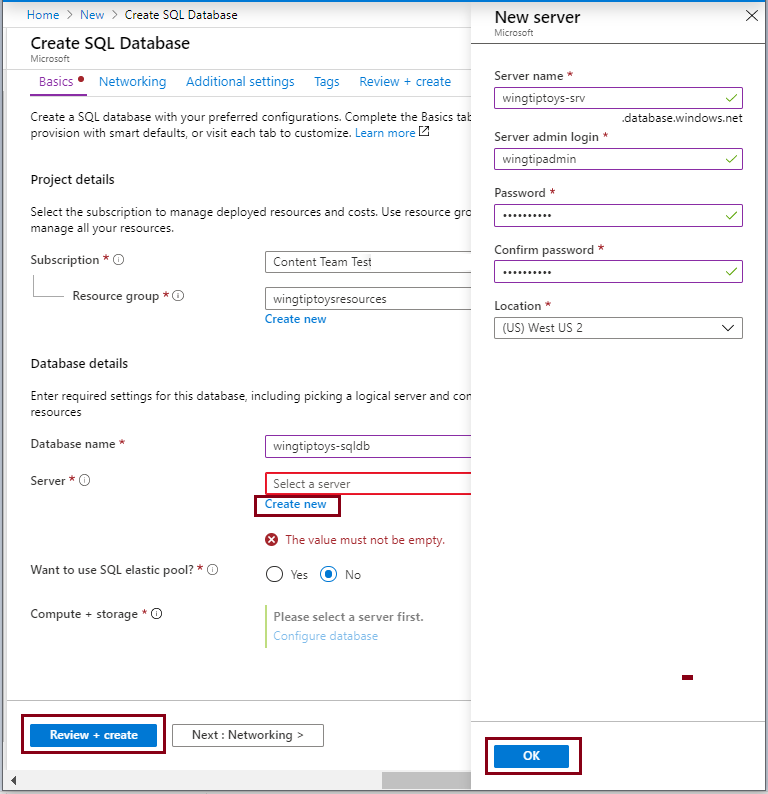 Home > New > Create SQL Database
Create SQL Database
Microsoft
Basics Networking Additional settings Tags Review + create
Create a SQL database with your preferred configurations. Complete the Basics tab
provision with smart defaults, or visit each tab to customize. Learn more
Project details
Select the subscription to manage deployed resources and costs. Use resource gro
manage all your resources.
Subscription *
Content Team Test
Resource group *
wingtiptoysresources
Create new
Database details
Enter required settings for this database, including picking a logical server and con
resources
Database name *
wingtiptoys-sqldb
Server *
Select a server
Create new
The value must not be empty.
Want to use SQL elastic pool? *
Yes No
Compute + storage *
Please select a server first.
Configure database
Review + create
Next : Networking >
New server
Microsoft
Server name *
wingtiptoys-srv
.database.windows.net
Server admin login *
wingtipadmin
Password *
••••••••••
Confirm password *
••••••••••
Location *
(US) West US 2
OK